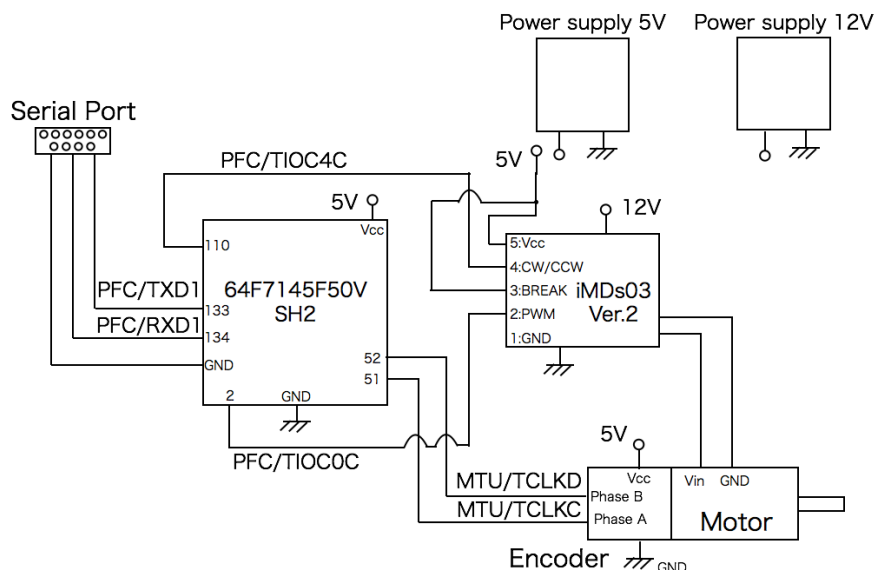 Power supply 5V
Power supply 12V
Serial Port
PFC/TIOC4C
5V
5V
Vcc
12V
110
5:Vcc
4:CW/CCW
3:BREAK
2:PWM
1:GND
iMDs03
Ver.2
PFC/TXD1
133
64F7145F50V
SH2
PFC/RXD1
134
GND
52
51
2
GND
PFC/TIOC0C
5V
MTU/TCLKD
MTU/TCLKC
Vcc
Phase B
Phase A
Vin
GND
Motor
Encoder
GND